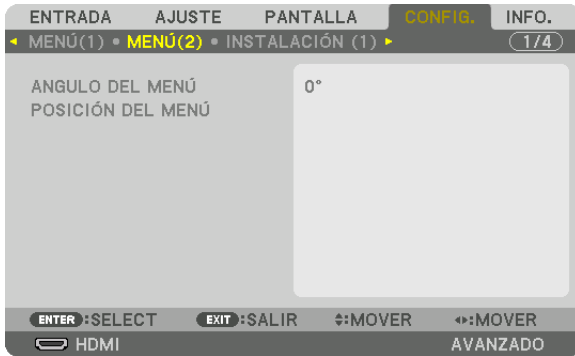 ENTRADA AJUSTE PANTALLA CONFIG. INFO.
MENÚ(1) • MENÚ(2) • INSTALACIÓN (1) 1/4
ANGULO DEL MENÚ 0°
POSICIÓN DEL MENÚ
ENTER :SELECT EXIT :SALIR :MOVER :MOVER
HDMI AVANZADO